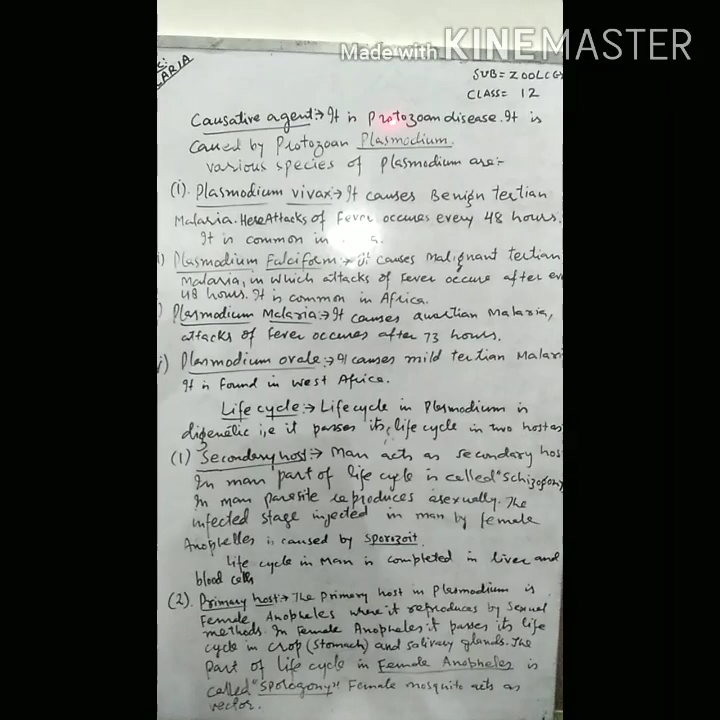 Made with KINEMASTER
SUB= ZOOLOG
CLASS= 12
C:
LARIA
Causative agent:→ It is Protozoan disease. It is
Caused by Protozoan Plasmodium.
various species of Plasmodium are:-
(i). Plasmodium vivax:→ It causes Benign tertian
Malaria. Here Attacks of Fever occures every 48 hours.
It is common in
i) Plasmodium Falciform:→ It causes malignant tertian
Malaria, in which attacks of Fever occure after ev
48 hours. It is common in Africa.
) Plasmodium Malaria:→ It causes quartian Malaria,
attacks of Fever occures after 73 hours.
) Plasmodium ovale:→ It causes mild tertian Malari
It is Found in west Africa.
Life cycle:→ Life cycle in Plasmodium is
digenetic i,e it passes its life cycle in two host as
(1) Secondary host:→ Man acts as secondary hos
In man part of life cycle is called "Schizogony
In man parasite reproduces asexually. The
infected stage injected in man by female
Anophelles is caused by sporozoit.
Life cycle in Man is completed in liver and
blood cells
(2). Primary host:→ The Primary host in Plasmodium is
Female Anopheles where it reproduces by Sexual
methods. In Female Anopheles it passes its life
cycle in crop (stomach) and salivary glands. The
Part of life cycle in Female Anopheles is
called "sporogony" Female mosquito acts as
vector.